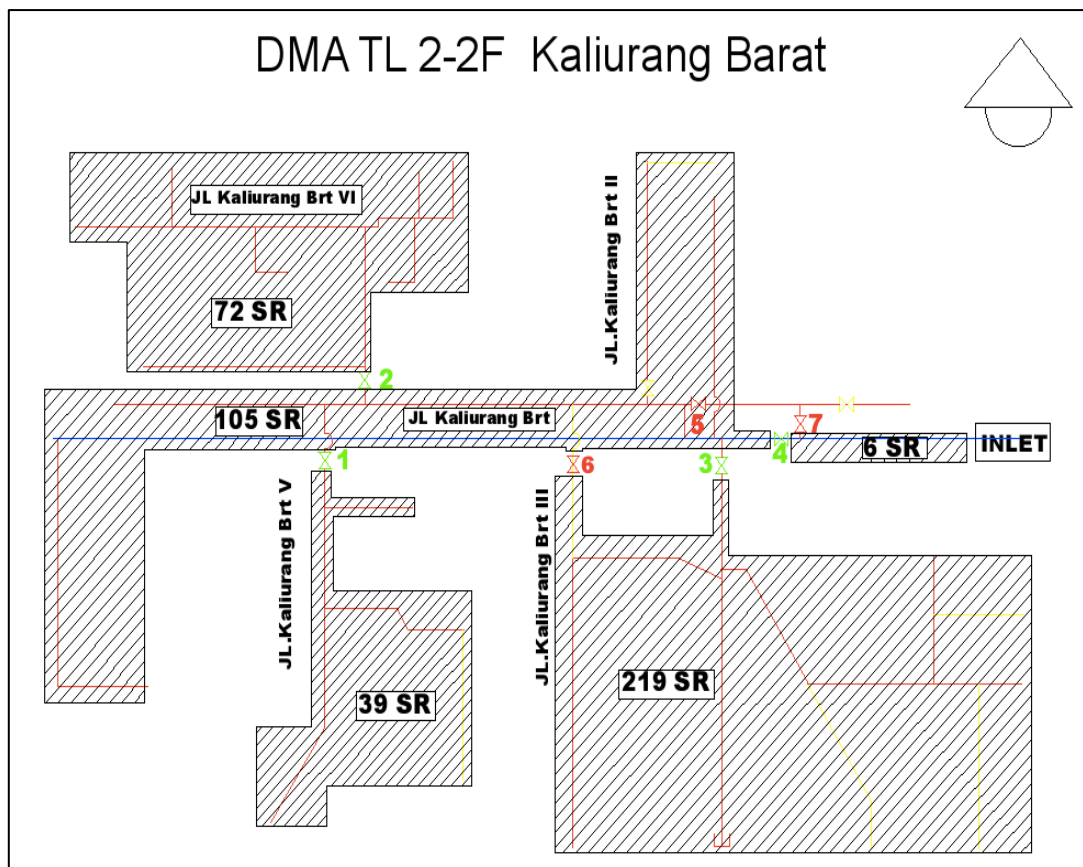 DMA TL 2-2F Kaliurang Barat
JL Kaliurang Brt VI
JL.Kaliurang Brt II
72 SR
2
105 SR
JL Kaliurang Brt
5
7
6 SR
INLET
4
1
6
3
JL.Kaliurang Brt V
JL.Kaliurang Brt III
219 SR
39 SR